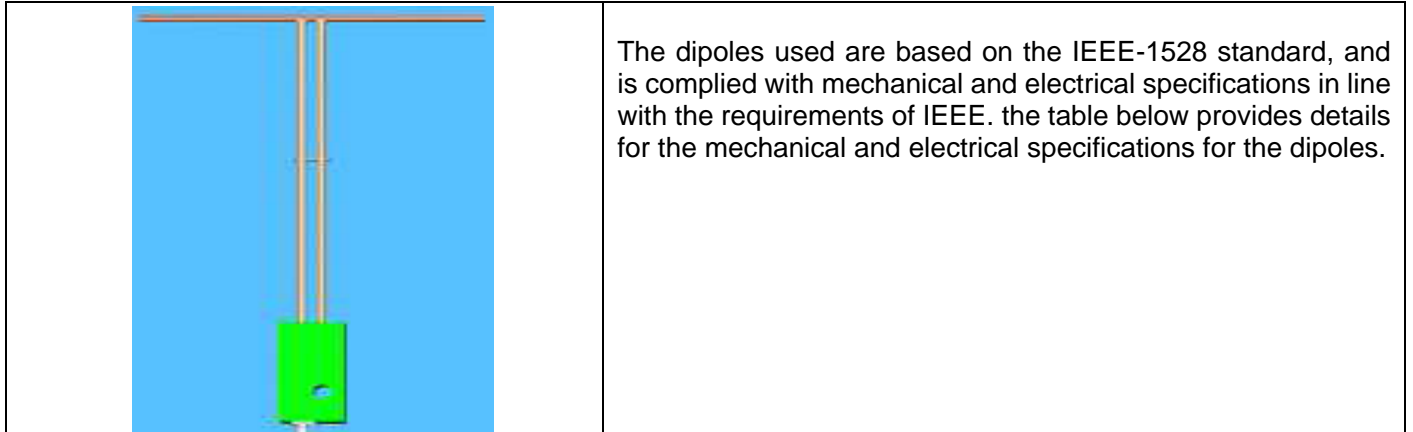 The dipoles used are based on the IEEE-1528 standard, and
is complied with mechanical and electrical specifications in line
with the requirements of IEEE. the table below provides details
for the mechanical and electrical specifications for the dipoles.